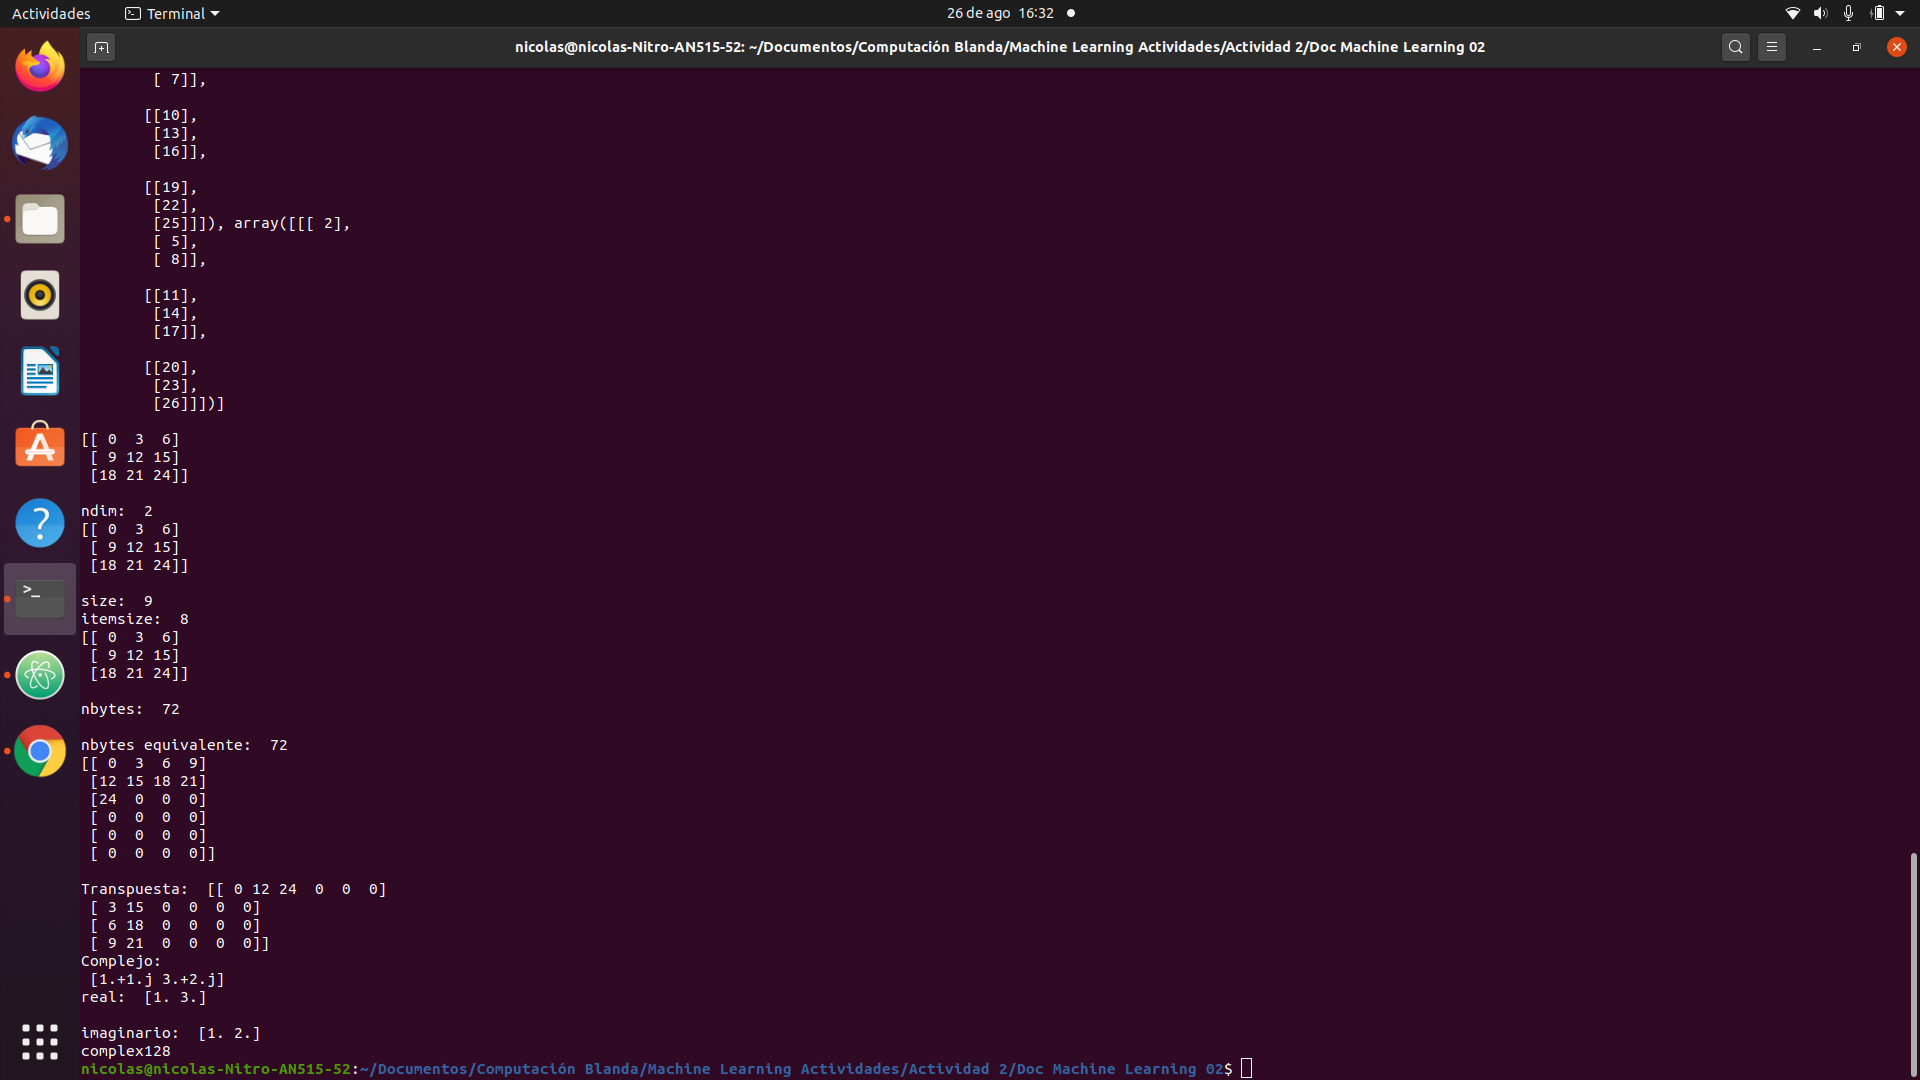 Actividades Terminal 26 de ago 16:32
nicolas@nicolas-Nitro-AN515-52: ~/Documentos/Computación Blanda/Machine Learning Actividades/Actividad 2/Doc Machine Learning 02
        [ 7]],

       [[10],
        [13],
        [16]],

       [[19],
        [22],
        [25]]]), array([[[ 2],
        [ 5],
        [ 8]],

       [[11],
        [14],
        [17]],

       [[20],
        [23],
        [26]]])]

[[ 0  3  6]
 [ 9 12 15]
 [18 21 24]]

ndim:  2
[[ 0  3  6]
 [ 9 12 15]
 [18 21 24]]

size:  9
itemsize:  8
[[ 0  3  6]
 [ 9 12 15]
 [18 21 24]]

nbytes:  72

nbytes equivalente:  72
[[ 0  3  6  9]
 [12 15 18 21]
 [24  0  0  0]
 [ 0  0  0  0]
 [ 0  0  0  0]
 [ 0  0  0  0]]

Transpuesta:  [[ 0 12 24  0  0  0]
 [ 3 15  0  0  0  0]
 [ 6 18  0  0  0  0]
 [ 9 21  0  0  0  0]]
Complejo:
 [1.+1.j 3.+2.j]
real:  [1. 3.]

imaginario:  [1. 2.]
complex128
nicolas@nicolas-Nitro-AN515-52:~/Documentos/Computación Blanda/Machine Learning Actividades/Actividad 2/Doc Machine Learning 02$